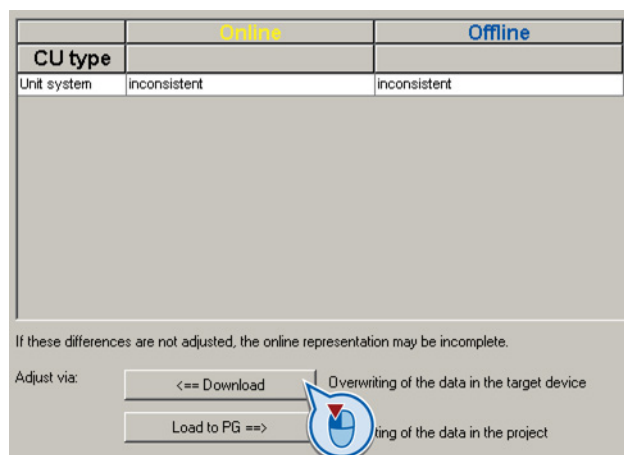 Online Offline
CU type
Unit system inconsistent inconsistent
If these differences are not adjusted, the online representation may be incomplete.
Adjust via:
<== Download Overwriting of the data in the target device
Load to PG ==> ting of the data in the project